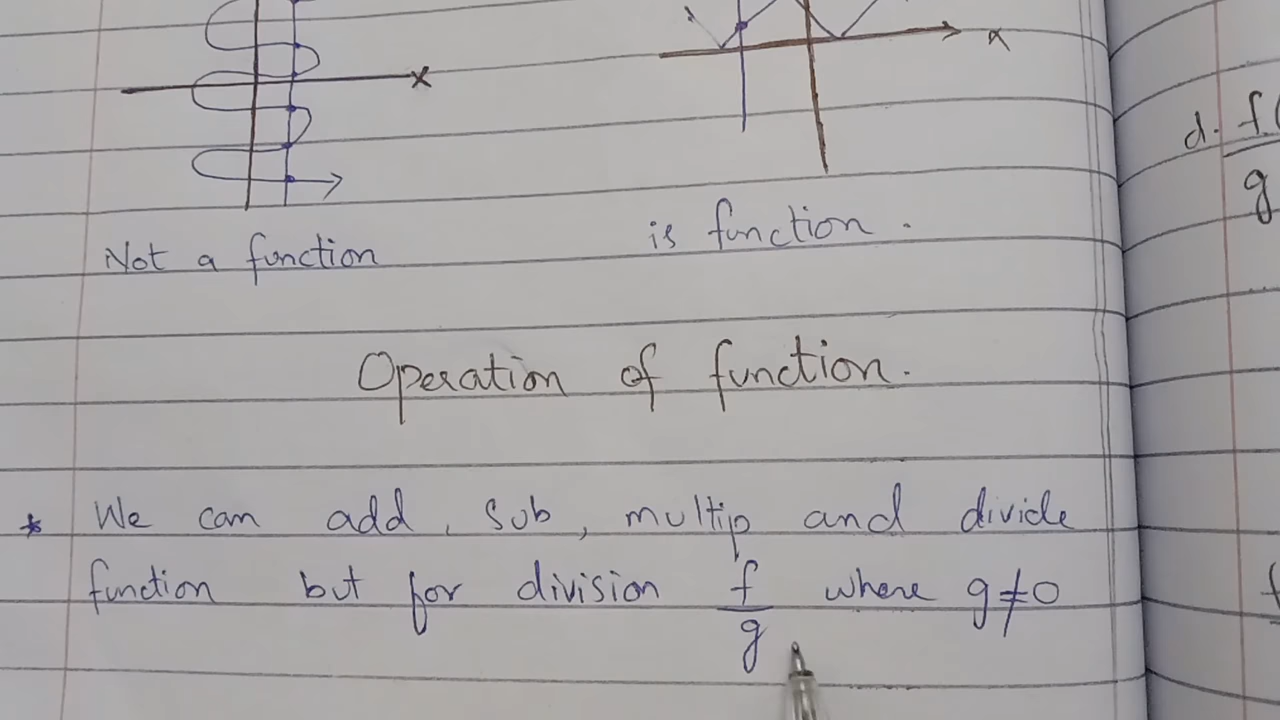 x
x
Not a function
is function.
Operation of function.
* We can add, sub, multip and divide
function but for division f/g where g≠0
d. f(
g
f